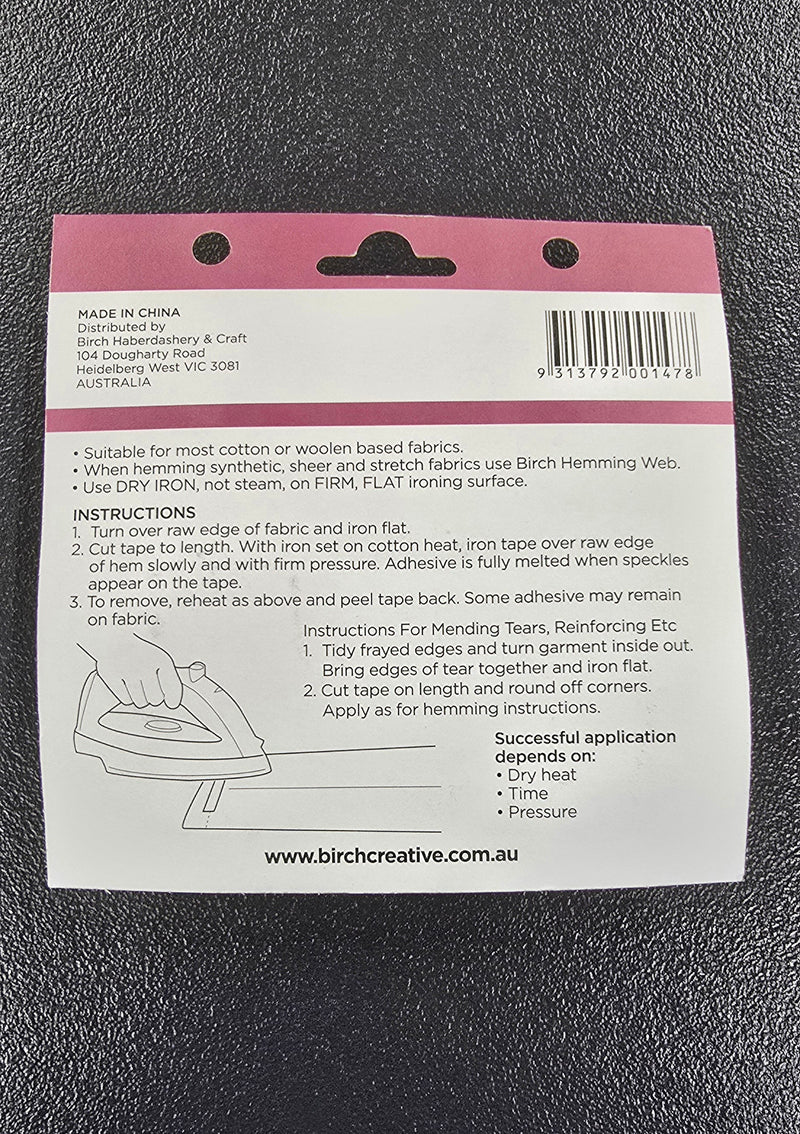 MADE IN CHINA
Distributed by
Birch Haberdashery & Craft
104 Dougharty Road
Heidelberg West VIC 3081
AUSTRALIA
9 313792 001478
• Suitable for most cotton or woolen based fabrics.
• When hemming synthetic, sheer and stretch fabrics use Birch Hemming Web.
• Use DRY IRON, not steam, on FIRM, FLAT ironing surface.
INSTRUCTIONS
1. Turn over raw edge of fabric and iron flat.
2. Cut tape to length. With iron set on cotton heat, iron tape over raw edge
of hem slowly and with firm pressure. Adhesive is fully melted when speckles
appear on the tape.
3. To remove, reheat as above and peel tape back. Some adhesive may remain
on fabric.
Instructions For Mending Tears, Reinforcing Etc
1. Tidy frayed edges and turn garment inside out.
Bring edges of tear together and iron flat.
2. Cut tape on length and round off corners.
Apply as for hemming instructions.
Successful application
depends on:
• Dry heat
• Time
• Pressure
www.birchcreative.com.au